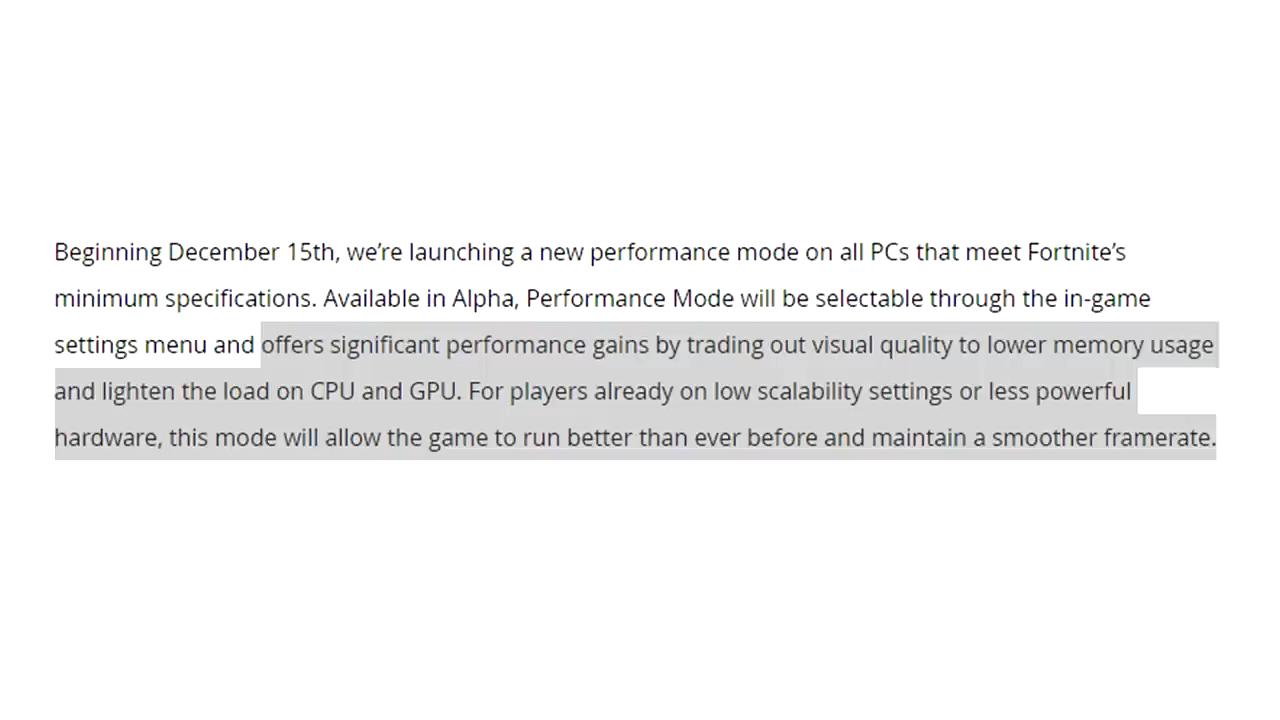 Beginning December 15th, we’re launching a new performance mode on all PCs that meet Fortnite’s
minimum specifications. Available in Alpha, Performance Mode will be selectable through the in-game
settings menu and offers significant performance gains by trading out visual quality to lower memory usage
and lighten the load on CPU and GPU. For players already on low scalability settings or less powerful
hardware, this mode will allow the game to run better than ever before and maintain a smoother framerate.